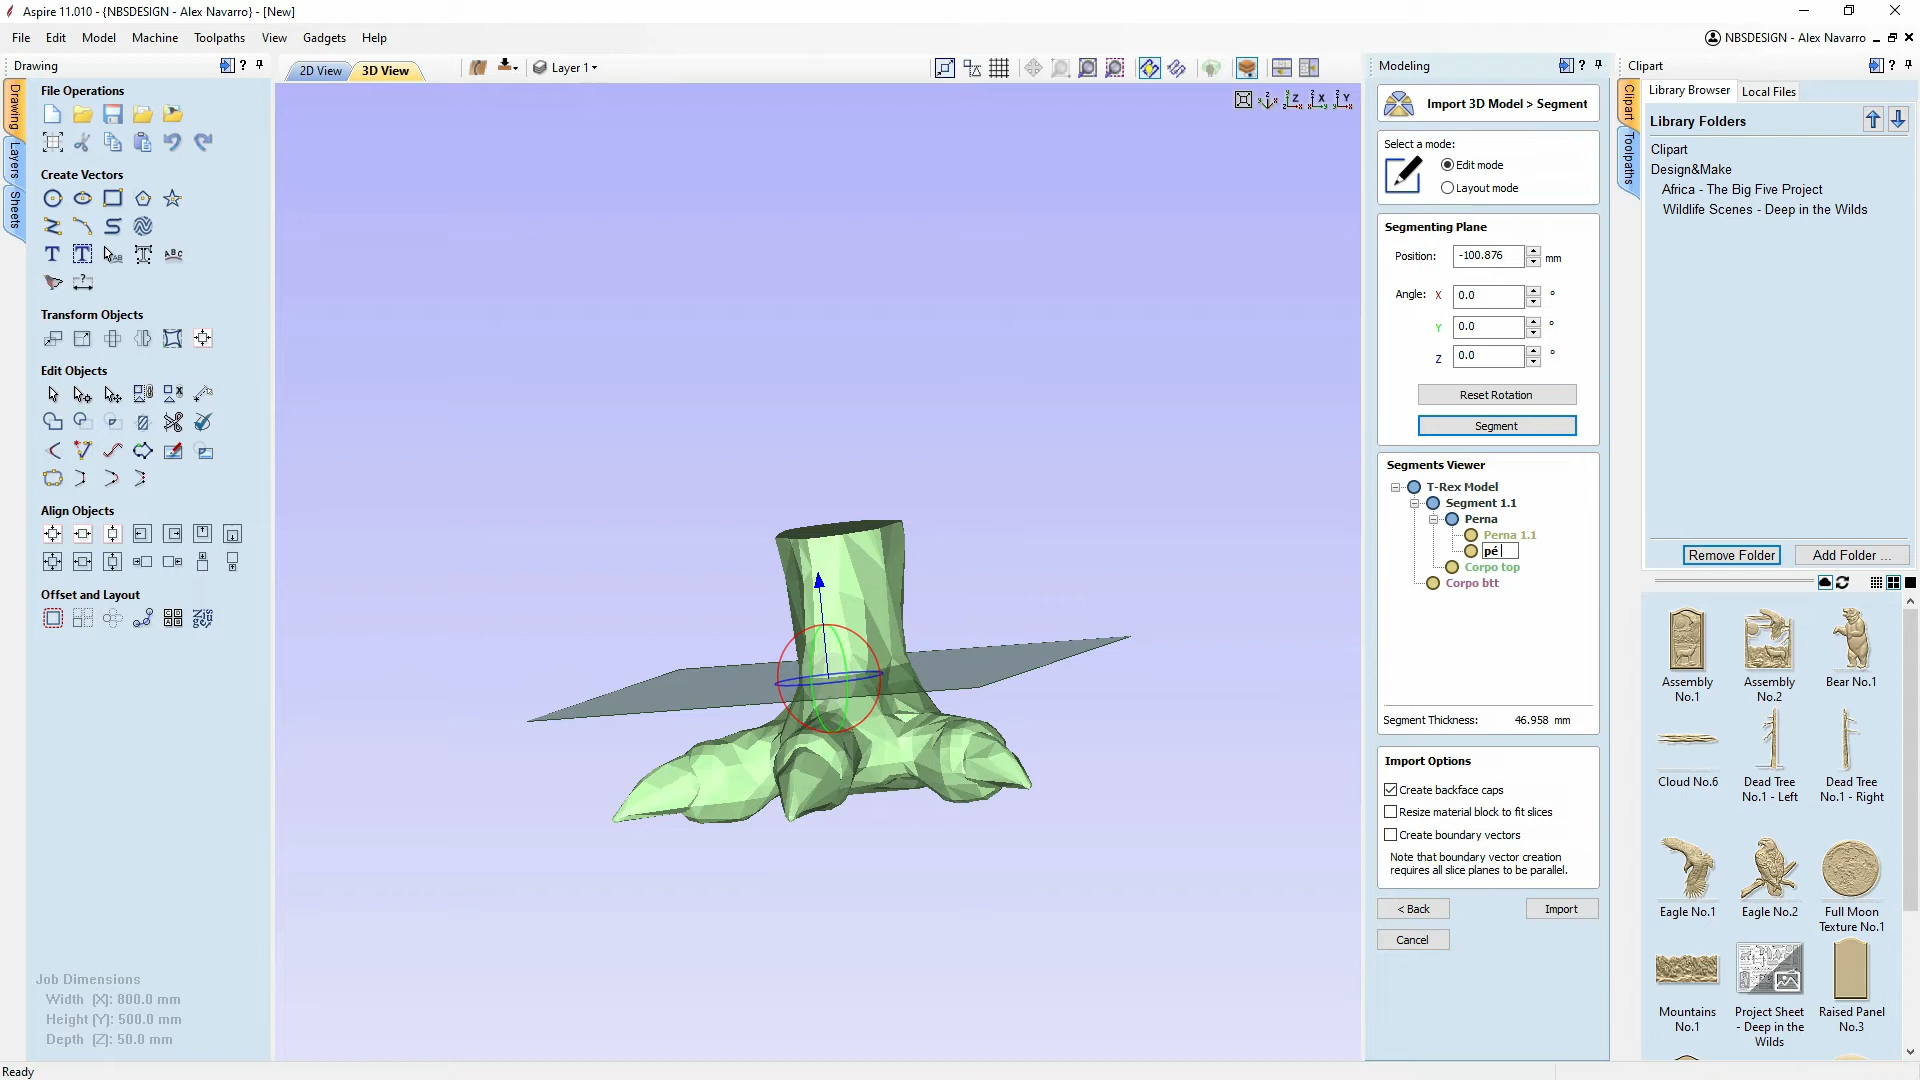 Aspire 11.010 - {NBSDESIGN - Alex Navarro} - [New]
File Edit Model Machine Toolpaths View Gadgets Help
NBSDESIGN - Alex Navarro
Drawing
2D View
3D View
Layer 1
Modeling
Clipart
Drawing
Layers
Sheets
File Operations
Create Vectors
Transform Objects
Edit Objects
Align Objects
Offset and Layout
Job Dimensions
Width (X): 800.0 mm
Height (Y): 500.0 mm
Depth (Z): 50.0 mm
Ready
Import 3D Model > Segment
Select a mode:
Edit mode
Layout mode
Segmenting Plane
Position: -100.876 mm
Angle: X 0.0 °
Y 0.0 °
Z 0.0 °
Reset Rotation
Segment
Segments Viewer
T-Rex Model
Segment 1.1
Perna
Perna 1.1
pé
Corpo top
Corpo btt
Segment Thickness: 46.958 mm
Import Options
Create backface caps
Resize material block to fit slices
Create boundary vectors
Note that boundary vector creation
requires all slice planes to be parallel.
< Back
Import
Cancel
Clipart
Toolpaths
Library Browser
Local Files
Library Folders
Clipart
Design&Make
Africa - The Big Five Project
Wildlife Scenes - Deep in the Wilds
Remove Folder
Add Folder ...
Assembly
No.1
Assembly
No.2
Bear No.1
Cloud No.6
Dead Tree
No.1 - Left
Dead Tree
No.1 - Right
Eagle No.1
Eagle No.2
Full Moon
Texture No.1
Mountains
No.1
Project Sheet
- Deep in the
Wilds
Raised Panel
No.3